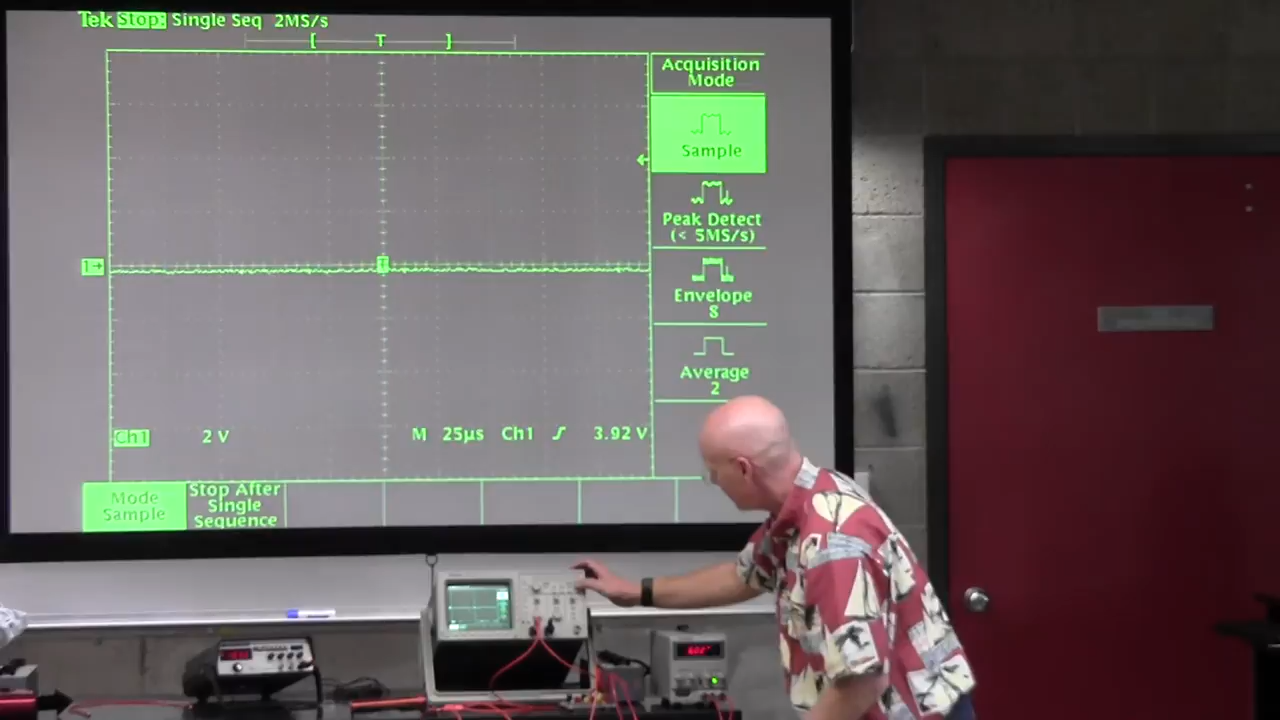 Tek Stop: Single Seq 2MS/s
[ T ]
Acquisition
Mode
Sample
Peak Detect
(< 5MS/s)
1→
T
Envelope
8
Average
2
Ch1 2 V M 25µs Ch1 3.92 V
Mode
Sample
Stop After
Single
Sequence